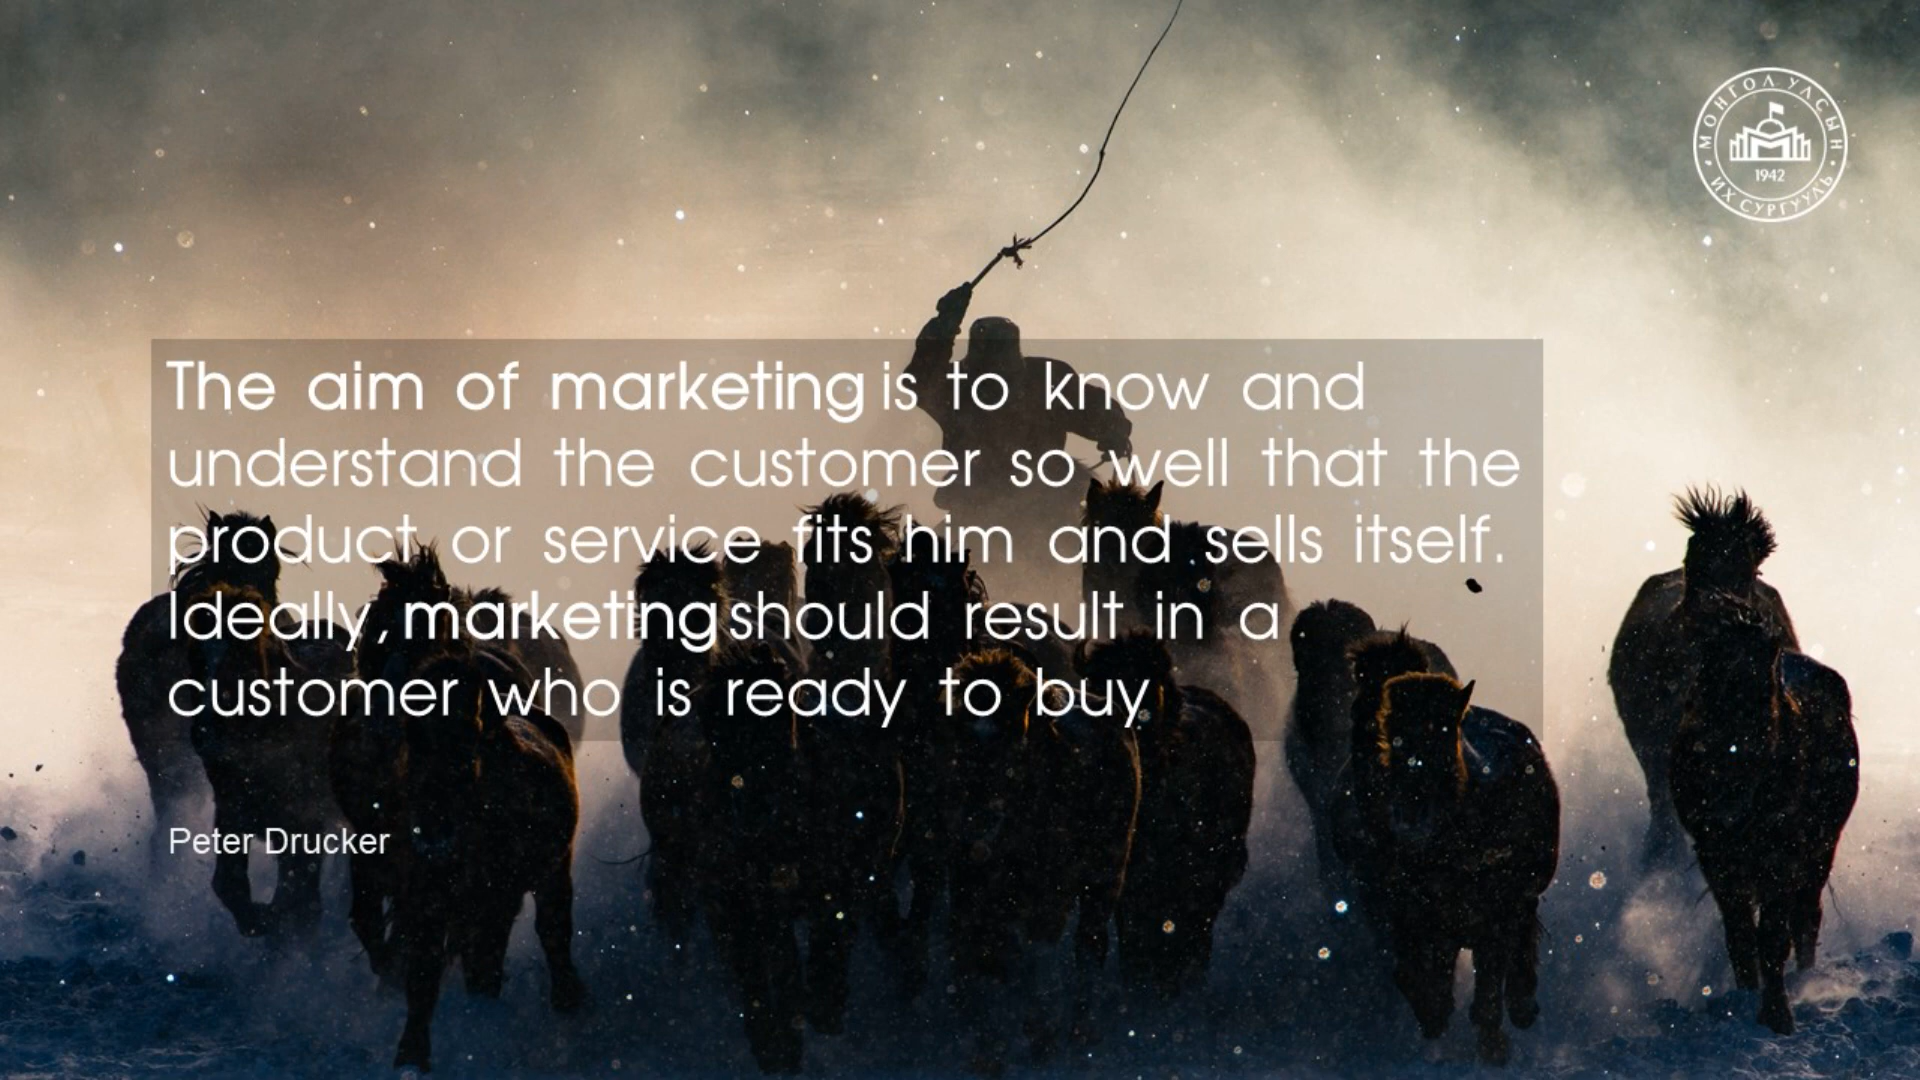 МОНГОЛ УЛСЫН
1942
ИХ СУРГУУЛЬ
The aim of marketing is to know and
understand the customer so well that the
product or service fits him and sells itself.
Ideally, marketing should result in a
customer who is ready to buy
Peter Drucker